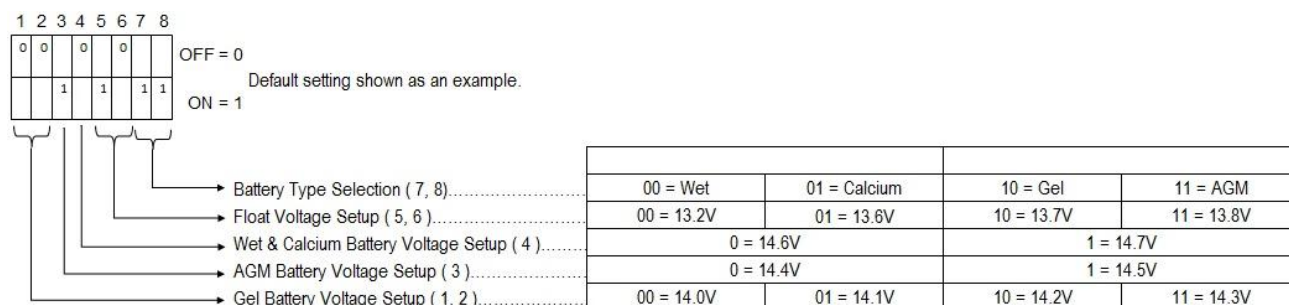 1 2 3 4 5 6 7 8
0 0 0 0 OFF = 0
Default setting shown as an example.
1 1 1 1 ON = 1
Battery Type Selection ( 7, 8)........................ 00 = Wet 01 = Calcium 10 = Gel 11 = AGM
Float Voltage Setup ( 5, 6 )........................... 00 = 13.2V 01 = 13.6V 10 = 13.7V 11 = 13.8V
Wet & Calcium Battery Voltage Setup ( 4 )........ 0 = 14.6V 1 = 14.7V
AGM Battery Voltage Setup ( 3 )..................... 0 = 14.4V 1 = 14.5V
Gel Battery Voltage Setup ( 1, 2 )................... 00 = 14.0V 01 = 14.1V 10 = 14.2V 11 = 14.3V